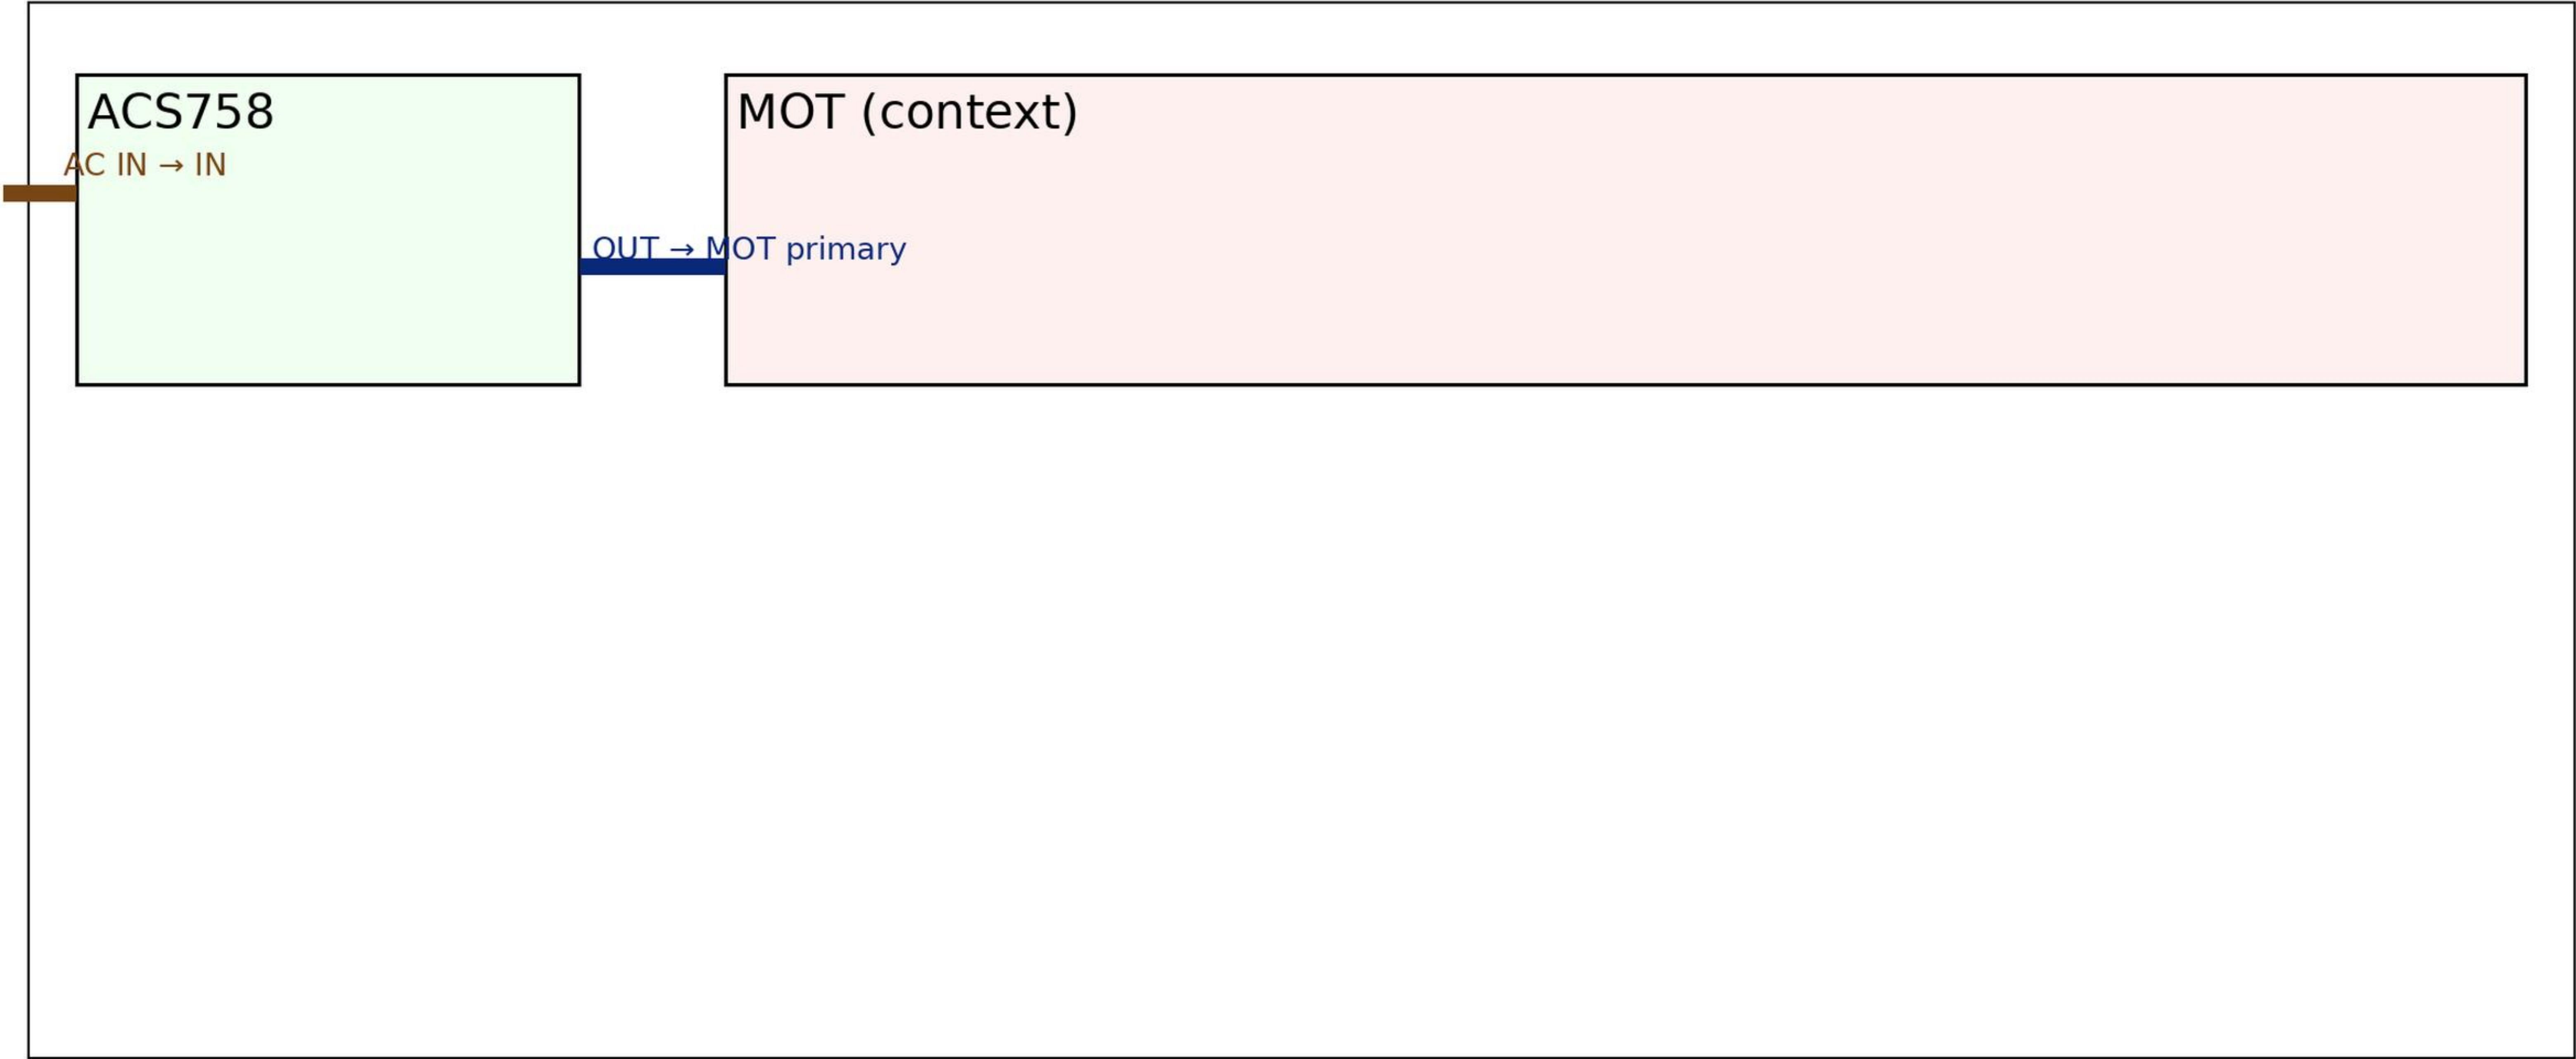 ACS758
MOT (context)
AC IN → IN
OUT → MOT primary